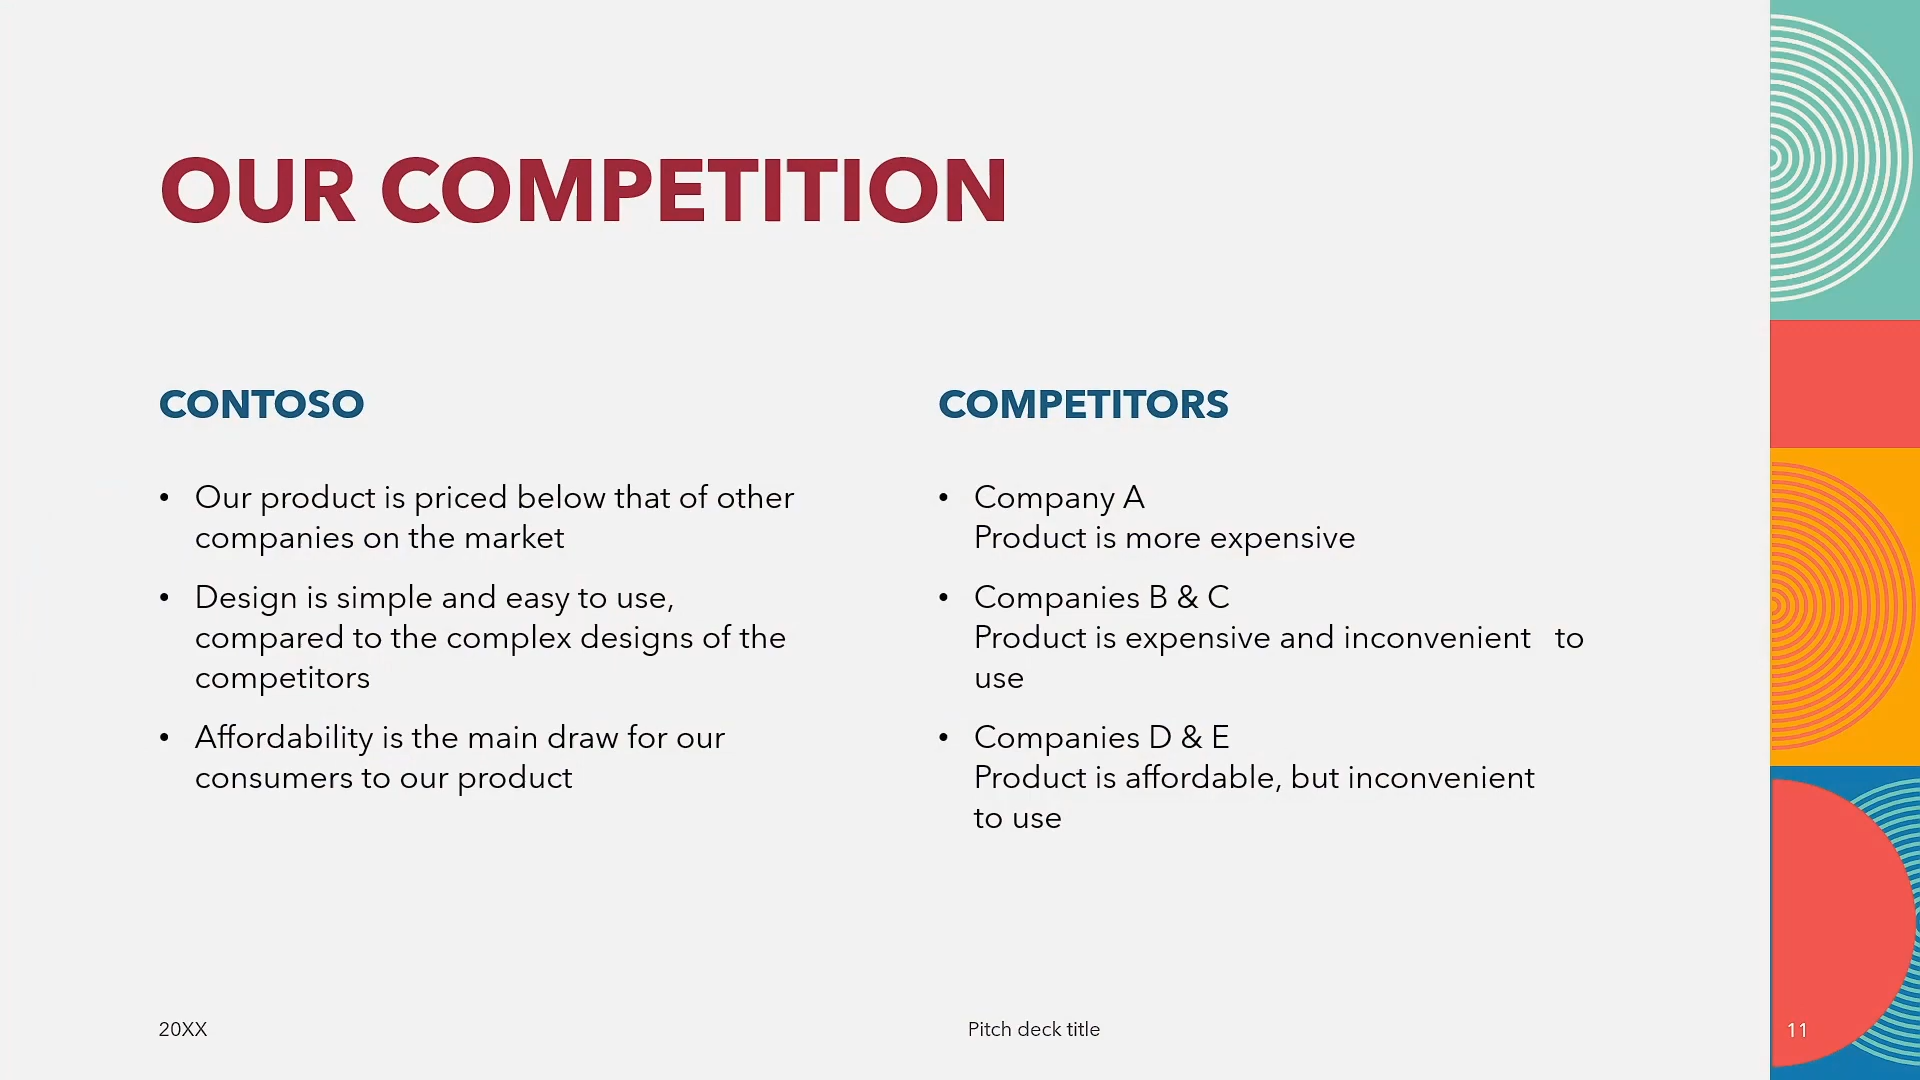 OUR COMPETITION
CONTOSO
• Our product is priced below that of other
companies on the market
• Design is simple and easy to use,
compared to the complex designs of the
competitors
• Affordability is the main draw for our
consumers to our product
COMPETITORS
• Company A
Product is more expensive
• Companies B & C
Product is expensive and inconvenient to
use
• Companies D & E
Product is affordable, but inconvenient
to use
20XX
Pitch deck title
11